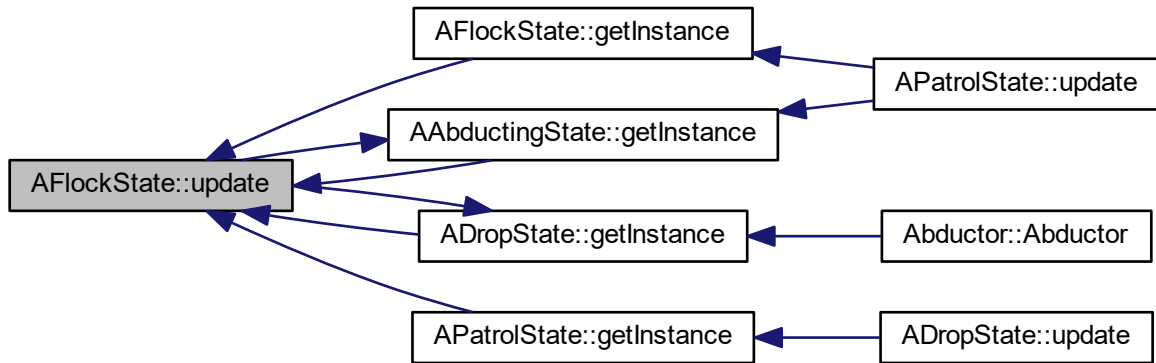 AFlockState::getInstance
APatrolState::update
AAbductingState::getInstance
AFlockState::update
ADropState::getInstance
Abductor::Abductor
APatrolState::getInstance
ADropState::update